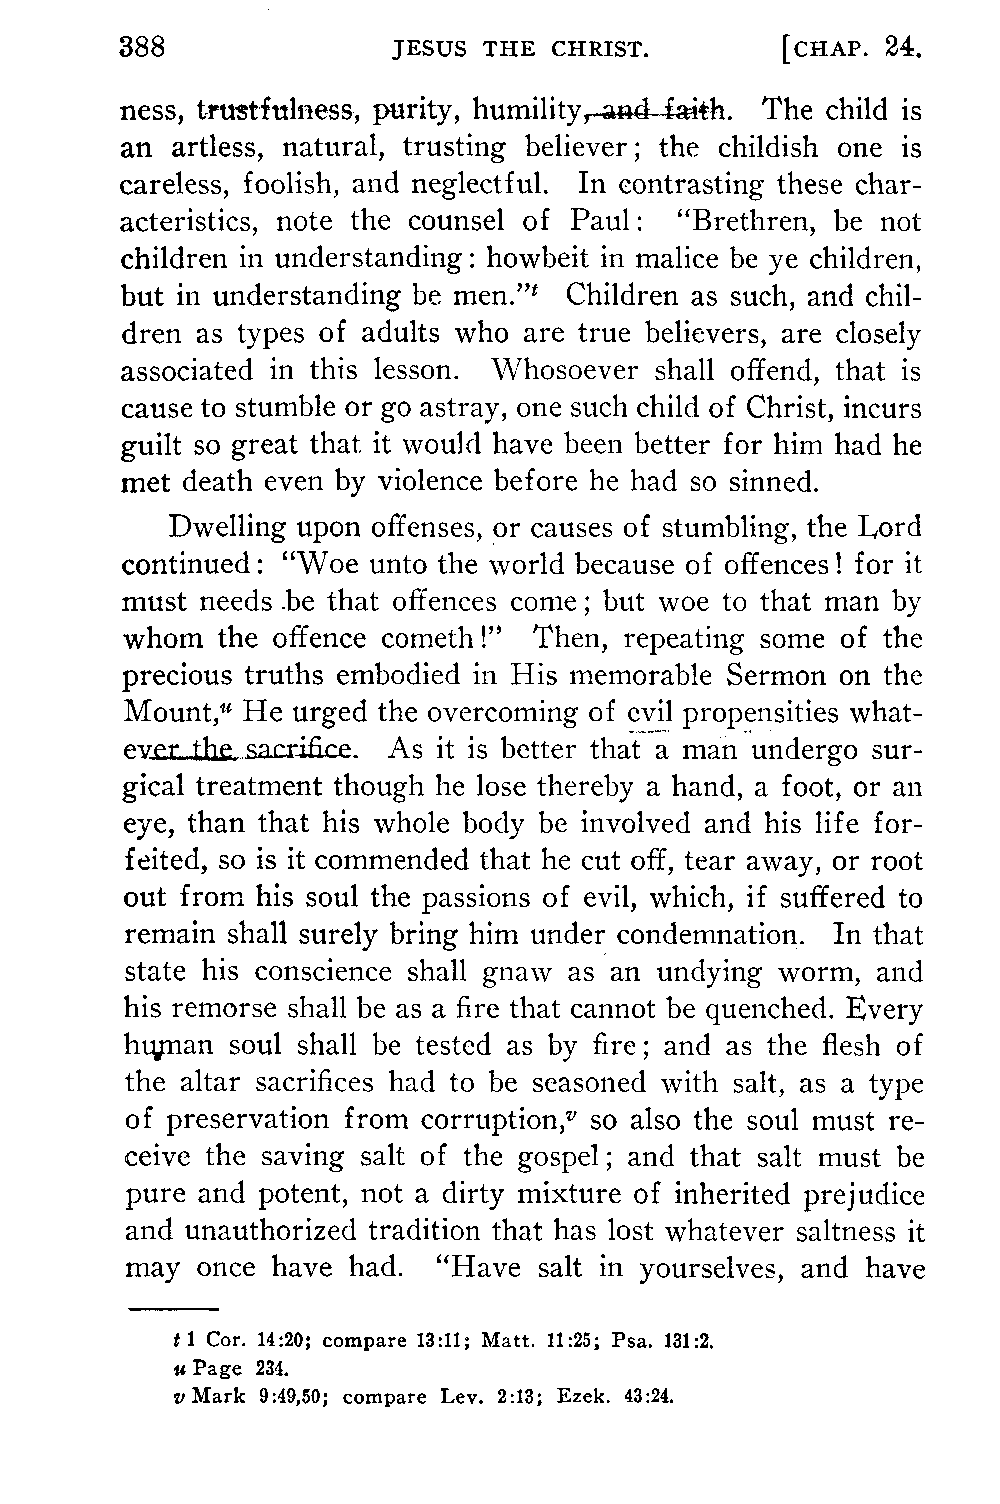 388 JESUS THE CHRIST. [CHAP. 24.
ness, trustfulness, purity, humility, and faith. The child is
an artless, natural, trusting believer; the childish one is
careless, foolish, and neglectful. In contrasting these char-
acteristics, note the counsel of Paul: "Brethren, be not
children in understanding: howbeit in malice be ye children,
but in understanding be men."t Children as such, and chil-
dren as types of adults who are true believers, are closely
associated in this lesson. Whosoever shall offend, that is
cause to stumble or go astray, one such child of Christ, incurs
guilt so great that it would have been better for him had he
met death even by violence before he had so sinned.
Dwelling upon offenses, or causes of stumbling, the Lord
continued: "Woe unto the world because of offences! for it
must needs be that offences come; but woe to that man by
whom the offence cometh!" Then, repeating some of the
precious truths embodied in His memorable Sermon on the
Mount,u He urged the overcoming of evil propensities what-
ever the sacrifice. As it is better that a man undergo sur-
gical treatment though he lose thereby a hand, a foot, or an
eye, than that his whole body be involved and his life for-
feited, so is it commended that he cut off, tear away, or root
out from his soul the passions of evil, which, if suffered to
remain shall surely bring him under condemnation. In that
state his conscience shall gnaw as an undying worm, and
his remorse shall be as a fire that cannot be quenched. Every
human soul shall be tested as by fire; and as the flesh of
the altar sacrifices had to be seasoned with salt, as a type
of preservation from corruption,v so also the soul must re-
ceive the saving salt of the gospel; and that salt must be
pure and potent, not a dirty mixture of inherited prejudice
and unauthorized tradition that has lost whatever saltness it
may once have had. "Have salt in yourselves, and have
t 1 Cor. 14:20; compare 13:11; Matt. 11:25; Psa. 131:2.
u Page 234.
v Mark 9:49,50; compare Lev. 2:13; Ezek. 43:24.